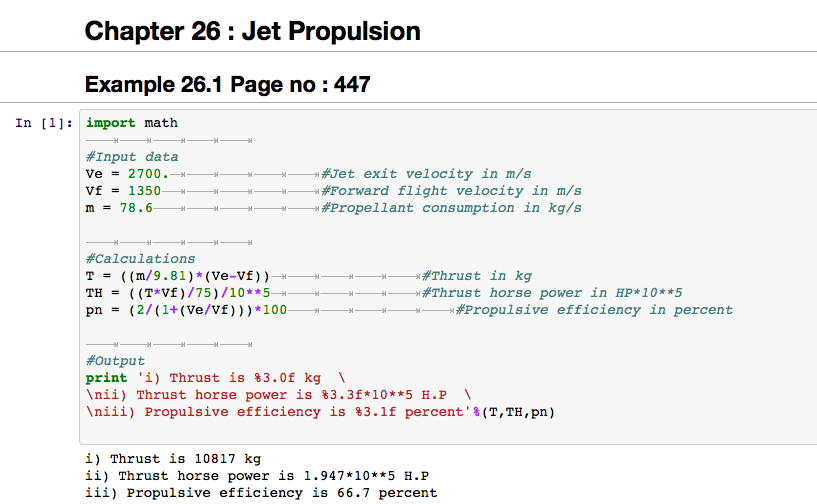 Chapter 26 : Jet Propulsion
Example 26.1 Page no : 447
In [1]: import math
#Input data
Ve = 2700. #Jet exit velocity in m/s
Vf = 1350 #Forward flight velocity in m/s
m = 78.6 #Propellant consumption in kg/s
#Calculations
T = ((m/9.81)*(Ve-Vf)) #Thrust in kg
TH = ((T*Vf)/75)/10**5 #Thrust horse power in HP*10**5
pn = (2/(1+(Ve/Vf)))*100 #Propulsive efficiency in percent
#Output
print 'i) Thrust is %3.0f kg \
\nii) Thrust horse power is %3.3f*10**5 H.P \
\niii) Propulsive efficiency is %3.1f percent'%(T,TH,pn)
i) Thrust is 10817 kg
ii) Thrust horse power is 1.947*10**5 H.P
iii) Propulsive efficiency is 66.7 percent